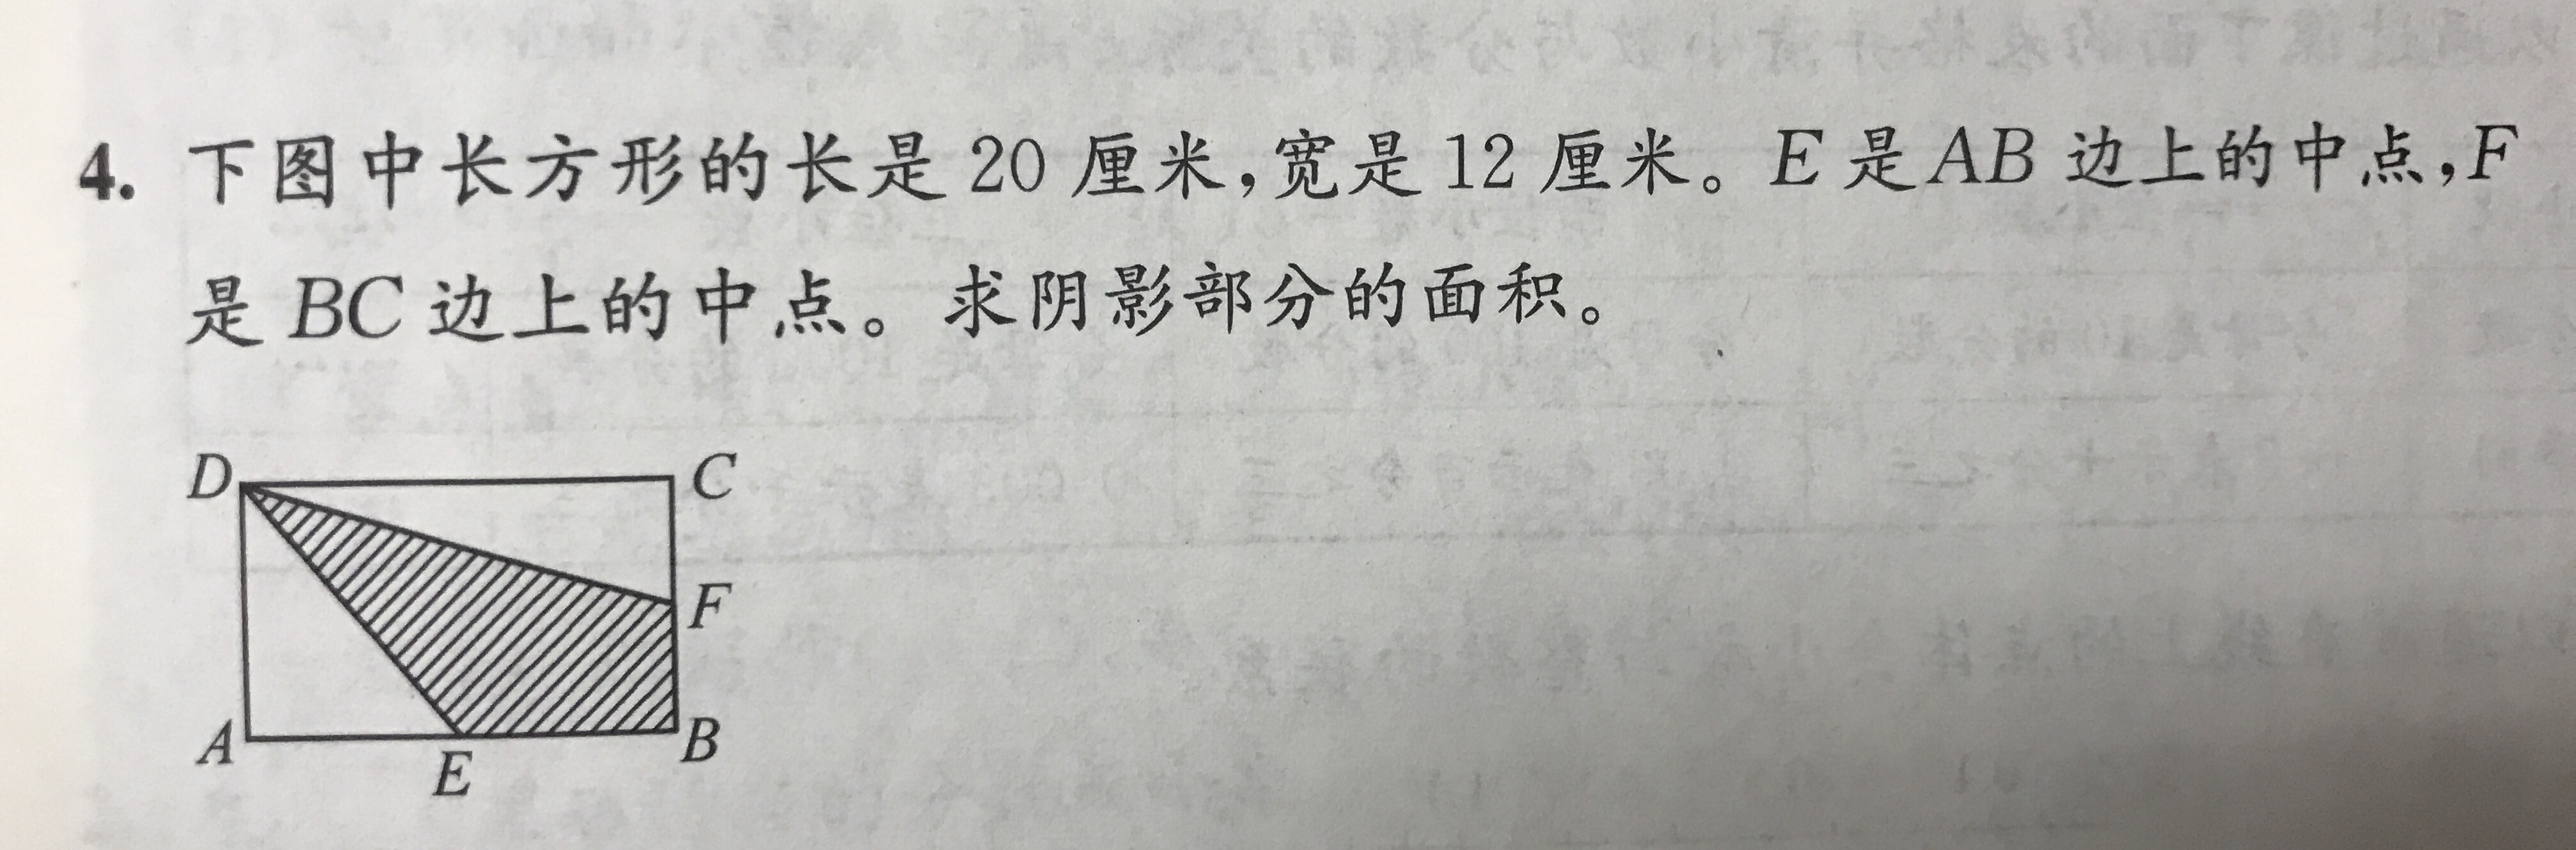 4. 下图中长方形的长是 20 厘米,宽是 12 厘米。E 是 AB 边上的中点,F
是 BC 边上的中点。求阴影部分的面积。
D C
F
A E B